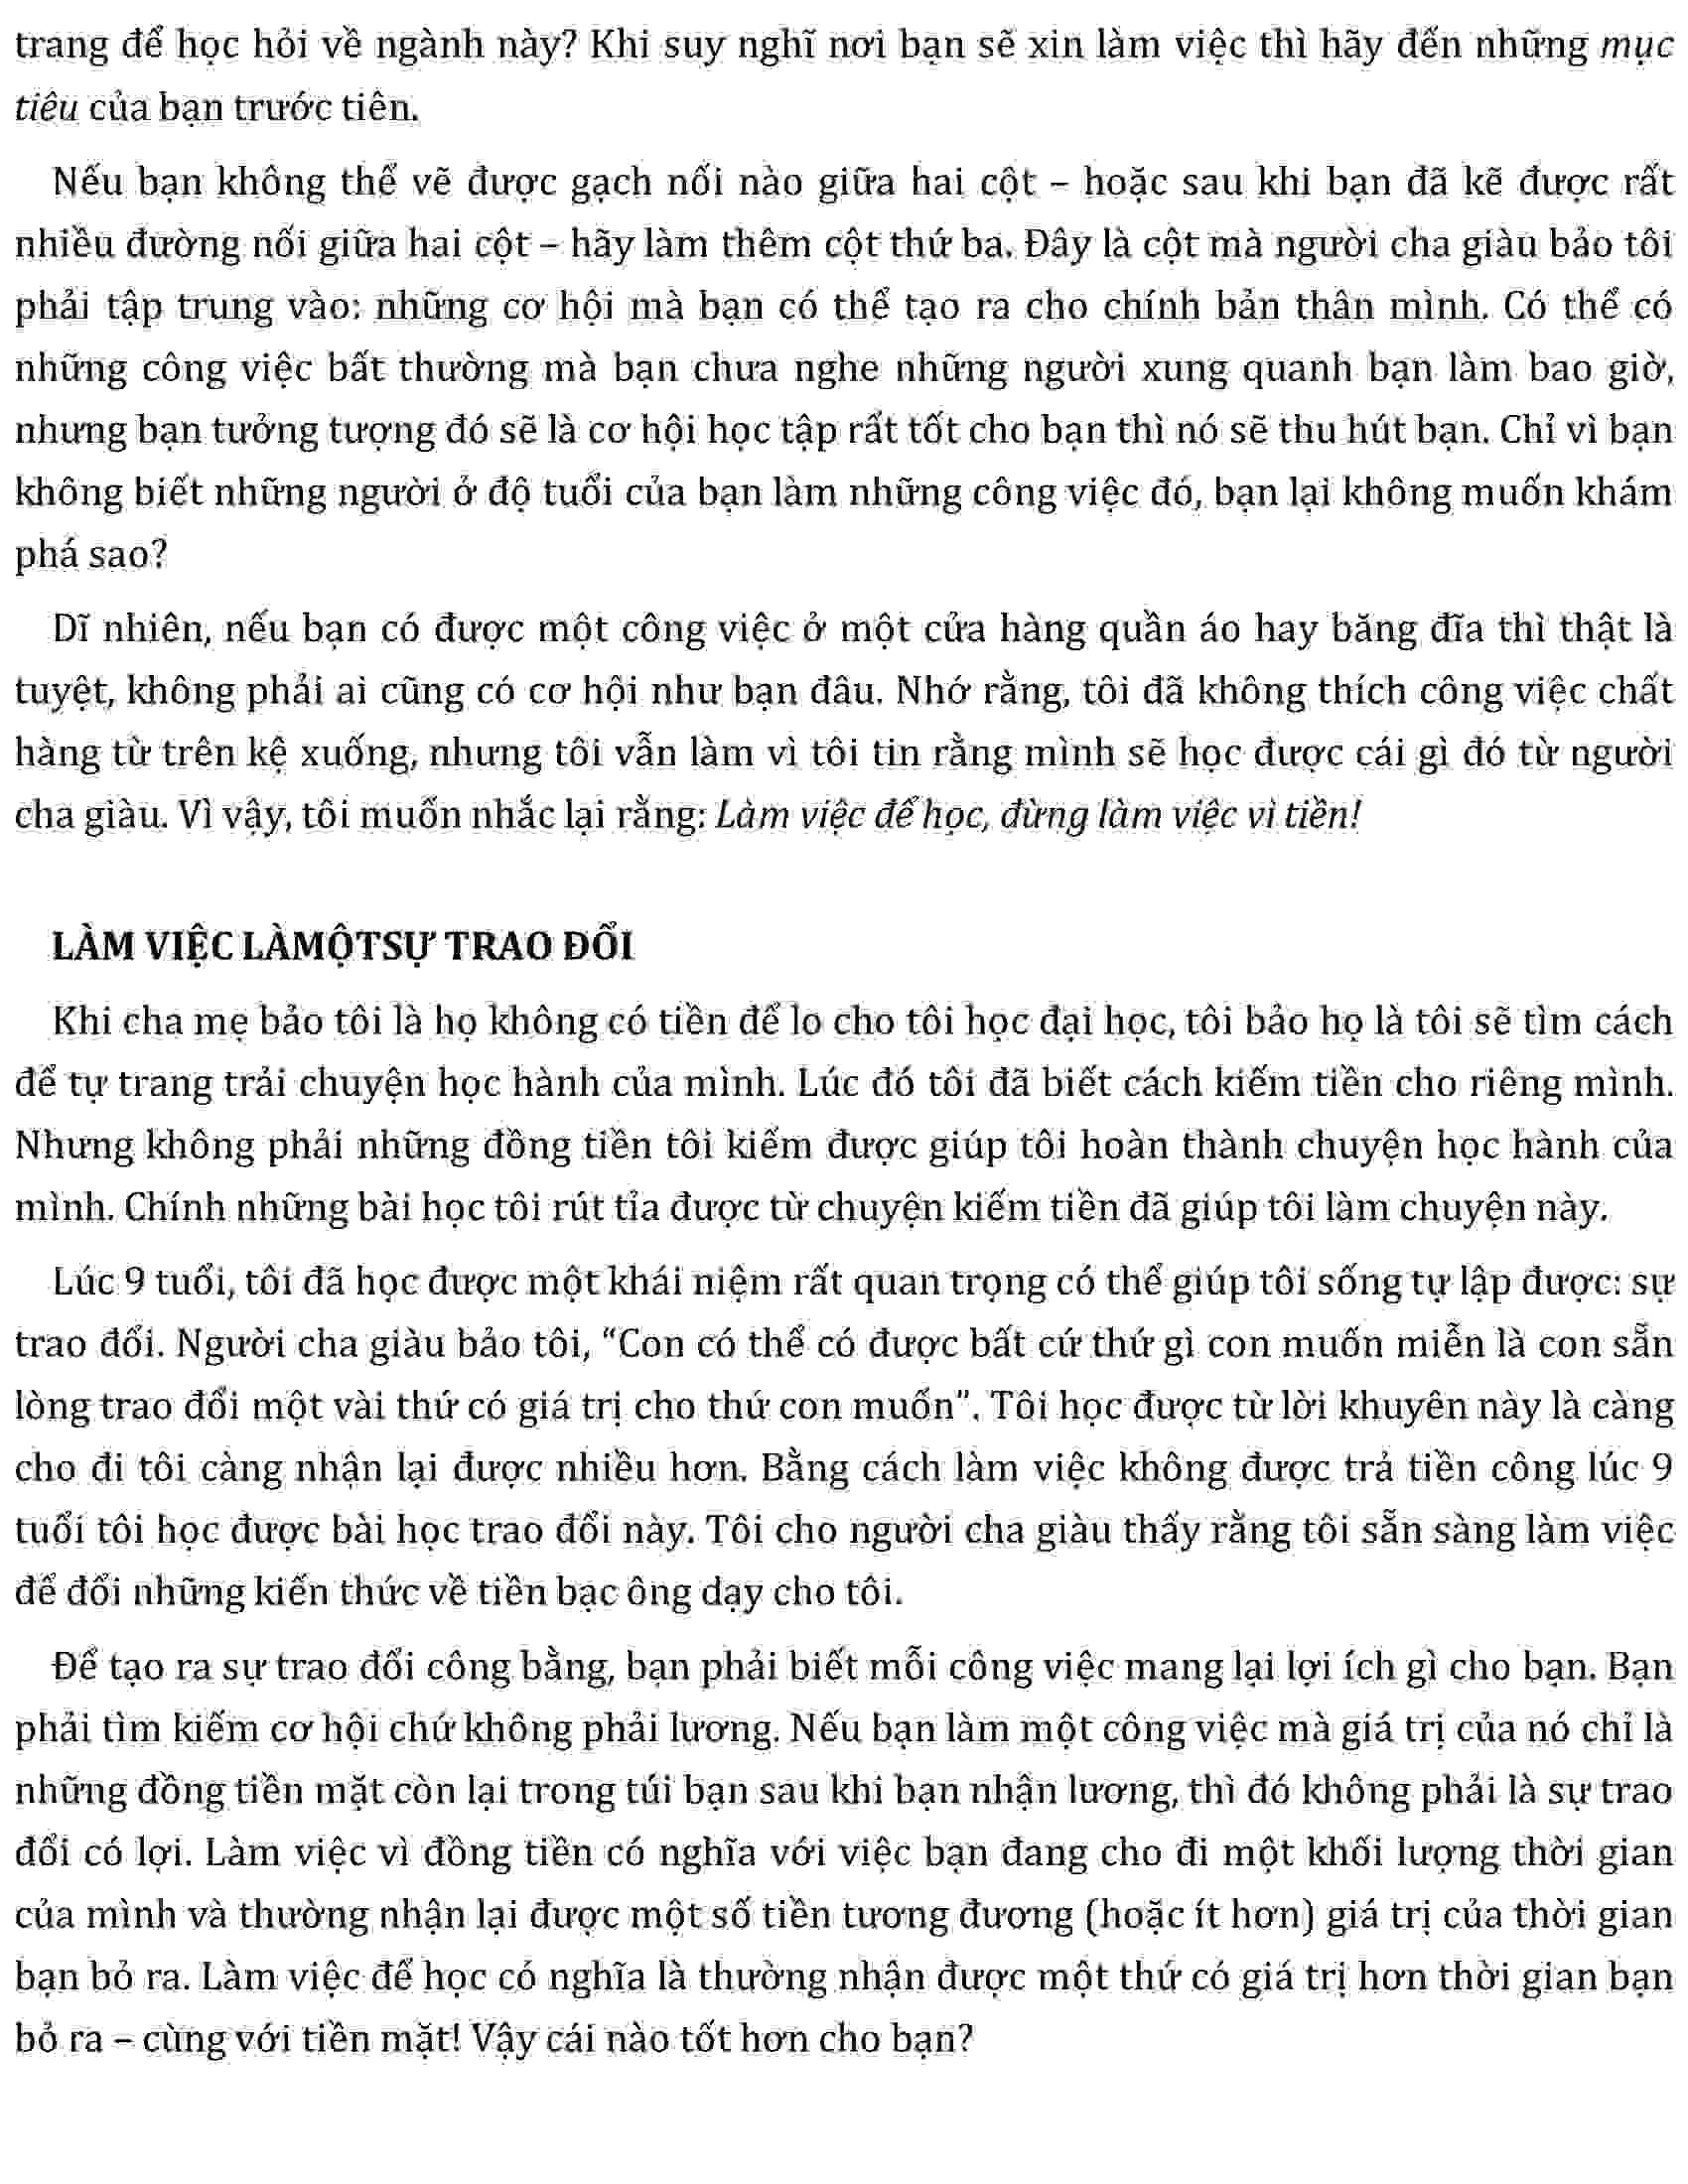 trang để học hỏi về ngành này? Khi suy nghĩ nơi bạn sẽ xin làm việc thì hãy đến những mục
tiêu của bạn trước tiên.
Nếu bạn không thể vẽ được gạch nối nào giữa hai cột – hoặc sau khi bạn đã kẽ được rất
nhiều đường nối giữa hai cột – hãy làm thêm cột thứ ba. Đây là cột mà người cha giàu bảo tôi
phải tập trung vào: những cơ hội mà bạn có thể tạo ra cho chính bản thân mình. Có thể có
những công việc bất thường mà bạn chưa nghe những người xung quanh bạn làm bao giờ,
nhưng bạn tưởng tượng đó sẽ là cơ hội học tập rất tốt cho bạn thì nó sẽ thu hút bạn. Chỉ vì bạn
không biết những người ở độ tuổi của bạn làm những công việc đó, bạn lại không muốn khám
phá sao?
Dĩ nhiên, nếu bạn có được một công việc ở một cửa hàng quần áo hay băng đĩa thì thật là
tuyệt, không phải ai cũng có cơ hội như bạn đâu. Nhớ rằng, tôi đã không thích công việc chất
hàng từ trên kệ xuống, nhưng tôi vẫn làm vì tôi tin rằng mình sẽ học được cái gì đó từ người
cha giàu. Vì vậy, tôi muốn nhắc lại rằng: Làm việc để học, đừng làm việc vì tiền!
LÀM VIỆC LÀMỘTSỰ TRAO ĐỔI
Khi cha mẹ bảo tôi là họ không có tiền để lo cho tôi học đại học, tôi bảo họ là tôi sẽ tìm cách
để tự trang trải chuyện học hành của mình. Lúc đó tôi đã biết cách kiếm tiền cho riêng mình.
Nhưng không phải những đồng tiền tôi kiếm được giúp tôi hoàn thành chuyện học hành của
mình. Chính những bài học tôi rút tỉa được từ chuyện kiếm tiền đã giúp tôi làm chuyện này.
Lúc 9 tuổi, tôi đã học được một khái niệm rất quan trọng có thể giúp tôi sống tự lập được: sự
trao đổi. Người cha giàu bảo tôi, “Con có thể có được bất cứ thứ gì con muốn miễn là con sẵn
lòng trao đổi một vài thứ có giá trị cho thứ con muốn”. Tôi học được từ lời khuyên này là càng
cho đi tôi càng nhận lại được nhiều hơn. Bằng cách làm việc không được trả tiền công lúc 9
tuổi tôi học được bài học trao đổi này. Tôi cho người cha giàu thấy rằng tôi sẵn sàng làm việc
để đổi những kiến thức về tiền bạc ông dạy cho tôi.
Để tạo ra sự trao đổi công bằng, bạn phải biết mỗi công việc mang lại lợi ích gì cho bạn. Bạn
phải tìm kiếm cơ hội chứ không phải lương. Nếu bạn làm một công việc mà giá trị của nó chỉ là
những đồng tiền mặt còn lại trong túi bạn sau khi bạn nhận lương, thì đó không phải là sự trao
đổi có lợi. Làm việc vì đồng tiền có nghĩa với việc bạn đang cho đi một khối lượng thời gian
của mình và thường nhận lại được một số tiền tương đương (hoặc ít hơn) giá trị của thời gian
bạn bỏ ra. Làm việc để học có nghĩa là thường nhận được một thứ có giá trị hơn thời gian bạn
bỏ ra – cùng với tiền mặt! Vậy cái nào tốt hơn cho bạn?